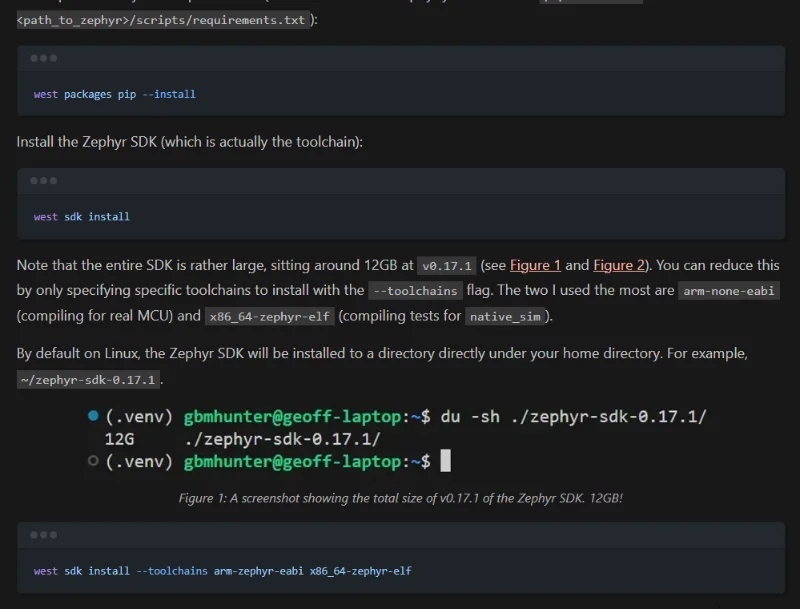 <path_to_zephyr>/scripts/requirements.txt ):
west packages pip --install
Install the Zephyr SDK (which is actually the toolchain):
west sdk install
Note that the entire SDK is rather large, sitting around 12GB at v0.17.1 (see Figure 1 and Figure 2). You can reduce this
by only specifying specific toolchains to install with the --toolchains flag. The two I used the most are arm-none-eabi
(compiling for real MCU) and x86_64-zephyr-elf (compiling tests for native_sim ).
By default on Linux, the Zephyr SDK will be installed to a directory directly under your home directory. For example,
~/zephyr-sdk-0.17.1 .
(.venv) gbmhunter@geoff-laptop:~$ du -sh ./zephyr-sdk-0.17.1/
12G ./zephyr-sdk-0.17.1/
(.venv) gbmhunter@geoff-laptop:~$
Figure 1: A screenshot showing the total size of v0.17.1 of the Zephyr SDK. 12GB!
west sdk install --toolchains arm-zephyr-eabi x86_64-zephyr-elf